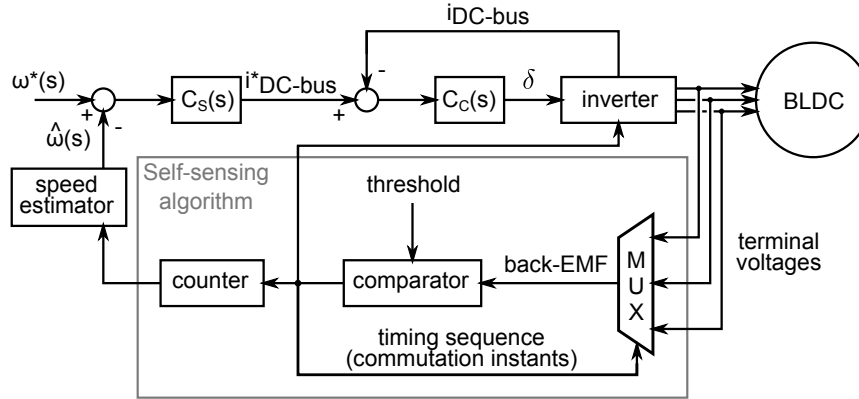 iDC-bus
ω*(s)
+
-
CS(s)
i*DC-bus
+
-
CC(s)
δ
inverter
BLDC
ω̂(s)
speed
estimator
Self-sensing
algorithm
threshold
counter
comparator
back-EMF
M
U
X
terminal
voltages
timing sequence
(commutation instants)